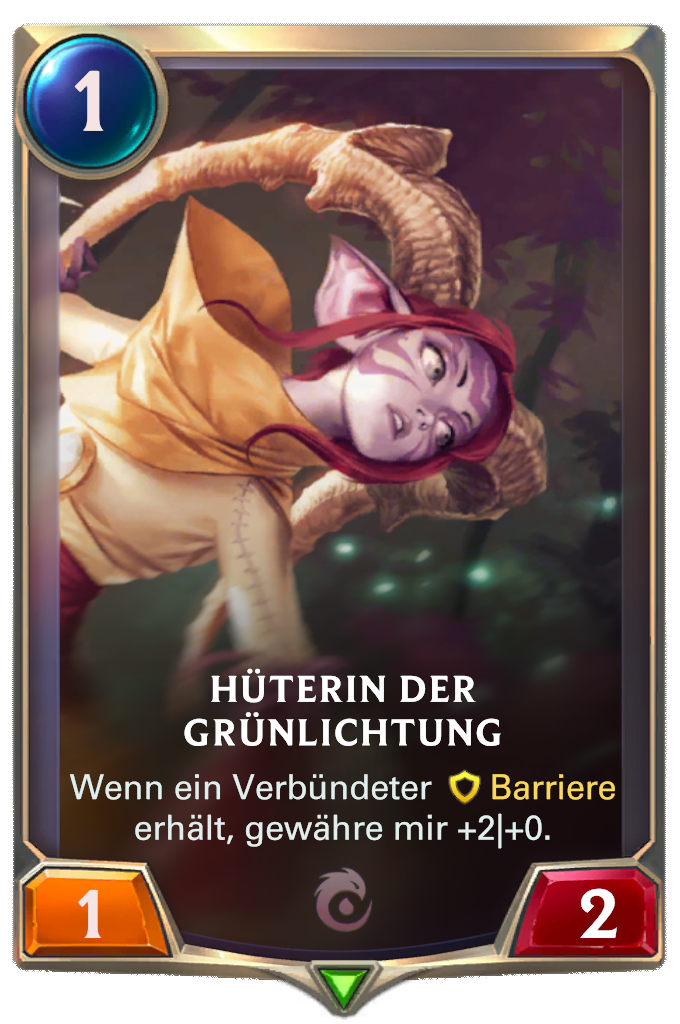 1
HÜTERIN DER
GRÜNLICHTUNG
Wenn ein Verbündeter Barriere
erhält, gewähre mir +2|+0.
1
2